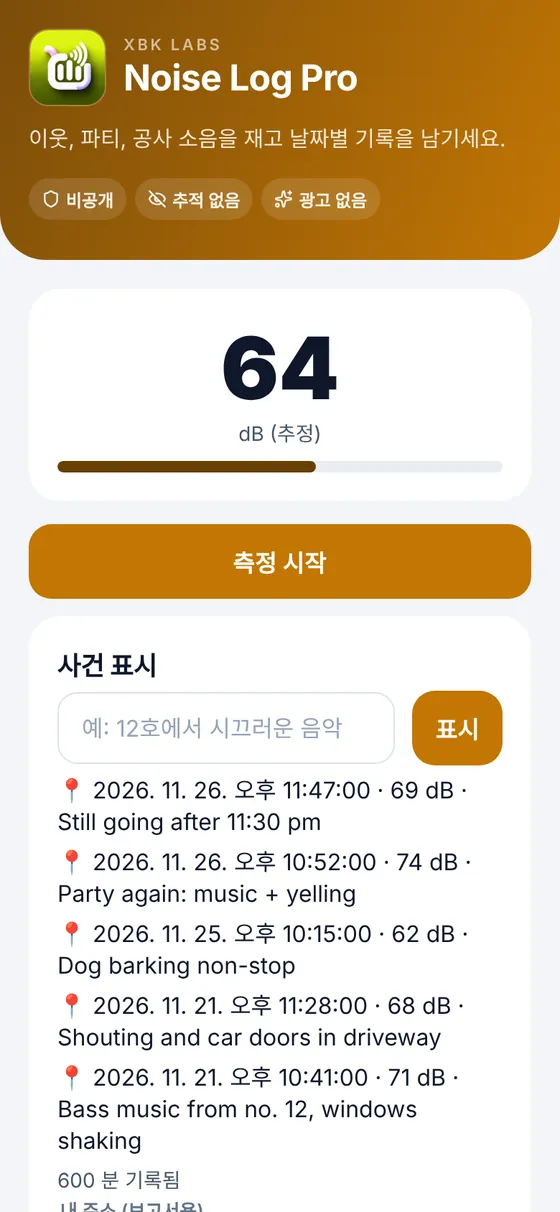 XBK LABS
Noise Log Pro
이웃, 파티, 공사 소음을 재고 날짜별 기록을 남기세요.
비공개
추적 없음
광고 없음
64
dB (추정)
측정 시작
사건 표시
예: 12호에서 시끄러운 음악
표시
📍 2026. 11. 26. 오후 11:47:00 · 69 dB ·
Still going after 11:30 pm
📍 2026. 11. 26. 오후 10:52:00 · 74 dB ·
Party again: music + yelling
📍 2026. 11. 25. 오후 10:15:00 · 62 dB ·
Dog barking non-stop
📍 2026. 11. 21. 오후 11:28:00 · 68 dB ·
Shouting and car doors in driveway
📍 2026. 11. 21. 오후 10:41:00 · 71 dB ·
Bass music from no. 12, windows
shaking
600 분 기록됨
내 주소 (보고서용)